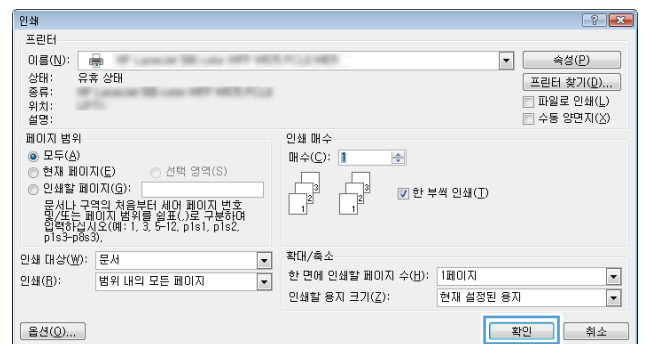 인쇄
프린터
이름(N):
속성(P)
상태: 유휴 상태
프린터 찾기(D)...
종류:
파일로 인쇄(L)
위치:
설명:
수동 양면지(X)
페이지 범위
모두(A)
현재 페이지(E) 선택 영역(S)
인쇄할 페이지(G):
문서나 구역의 처음부터 세어 페이지 번호
및/또는 페이지 범위를 쉼표(,)로 구분하여
입력하십시오(예: 1, 3, 5-12, p1s1, p1s2,
p1s3-p8s3).
인쇄 매수
매수(C): 1
3 3
2 2
1 1
한 부씩 인쇄(T)
인쇄 대상(W): 문서
인쇄(R): 범위 내의 모든 페이지
확대/축소
한 면에 인쇄할 페이지 수(H): 1페이지
인쇄할 용지 크기(Z): 현재 설정된 용지
옵션(O)...
확인 취소